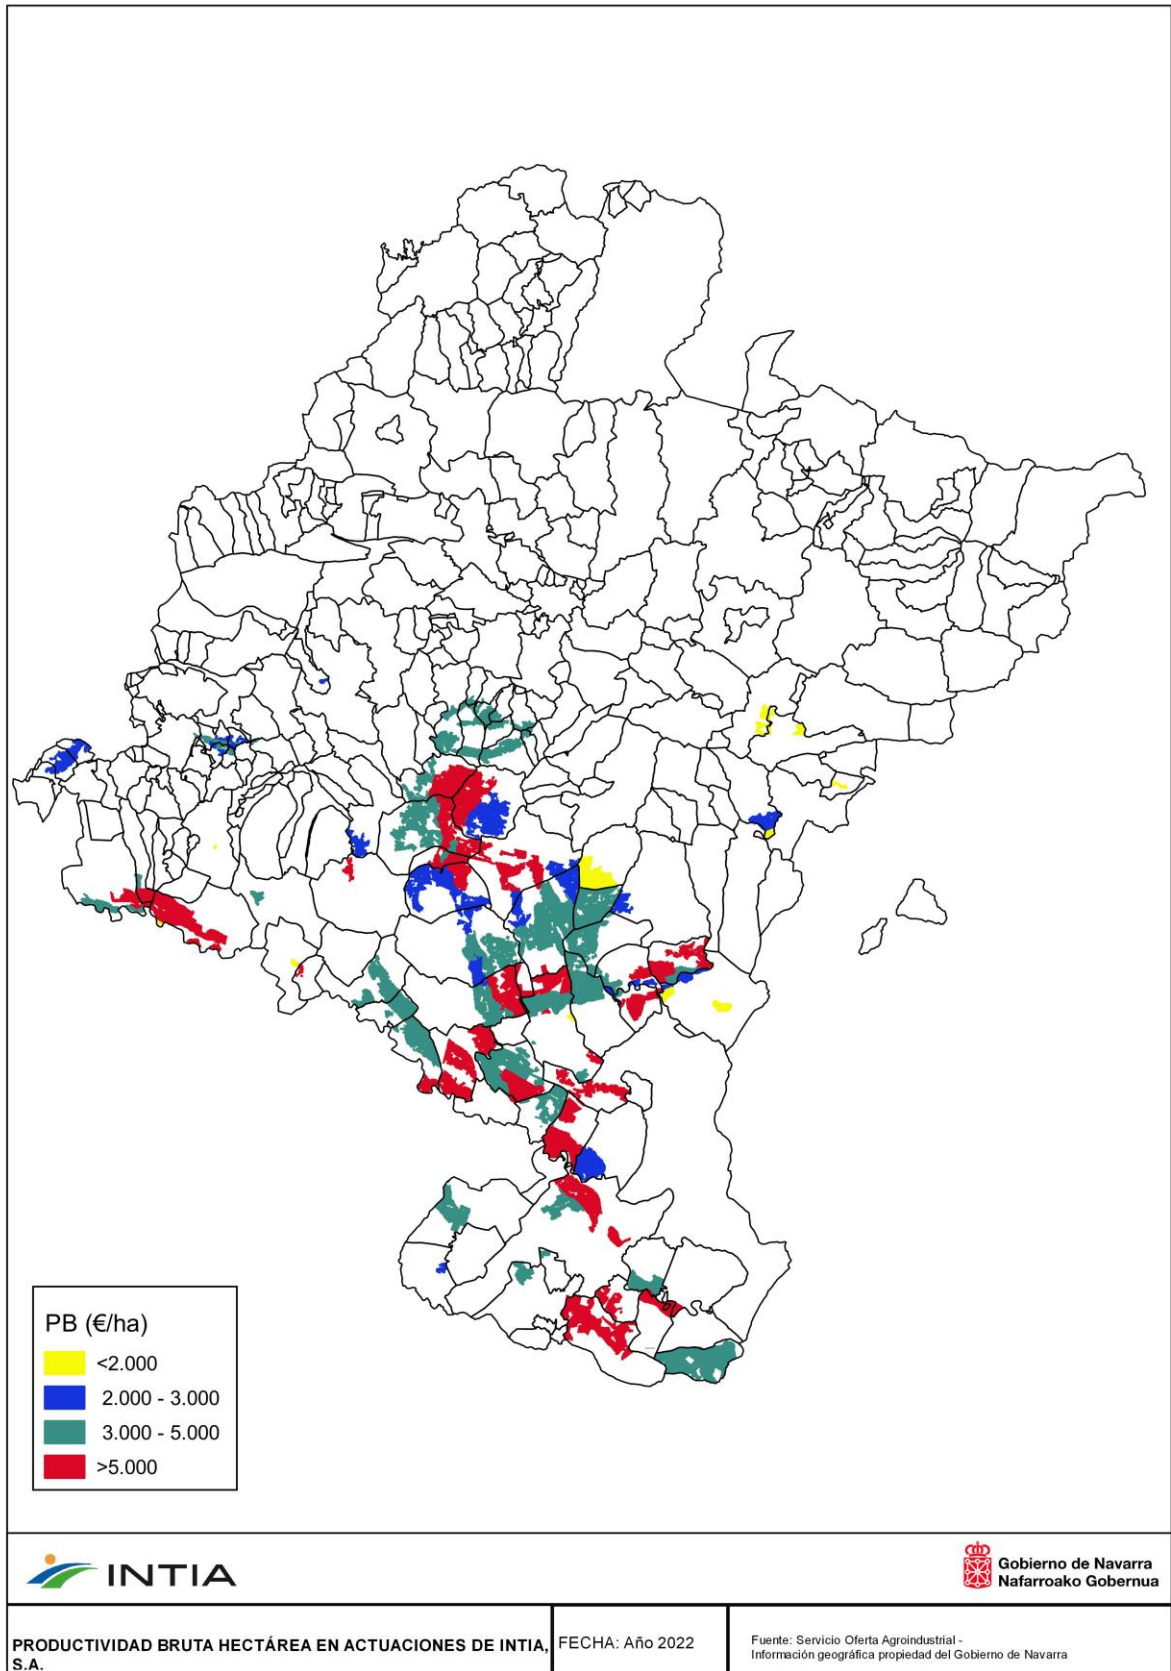 PB (€/ha)
<2.000
2.000 - 3.000
3.000 - 5.000
>5.000
INTIA
Gobierno de Navarra
Nafarroako Gobernua
PRODUCTIVIDAD BRUTA HECTÁREA EN ACTUACIONES DE INTIA,
S.A.
FECHA: Año 2022
Fuente: Servicio Oferta Agroindustrial -
Información geográfica propiedad del Gobierno de Navarra